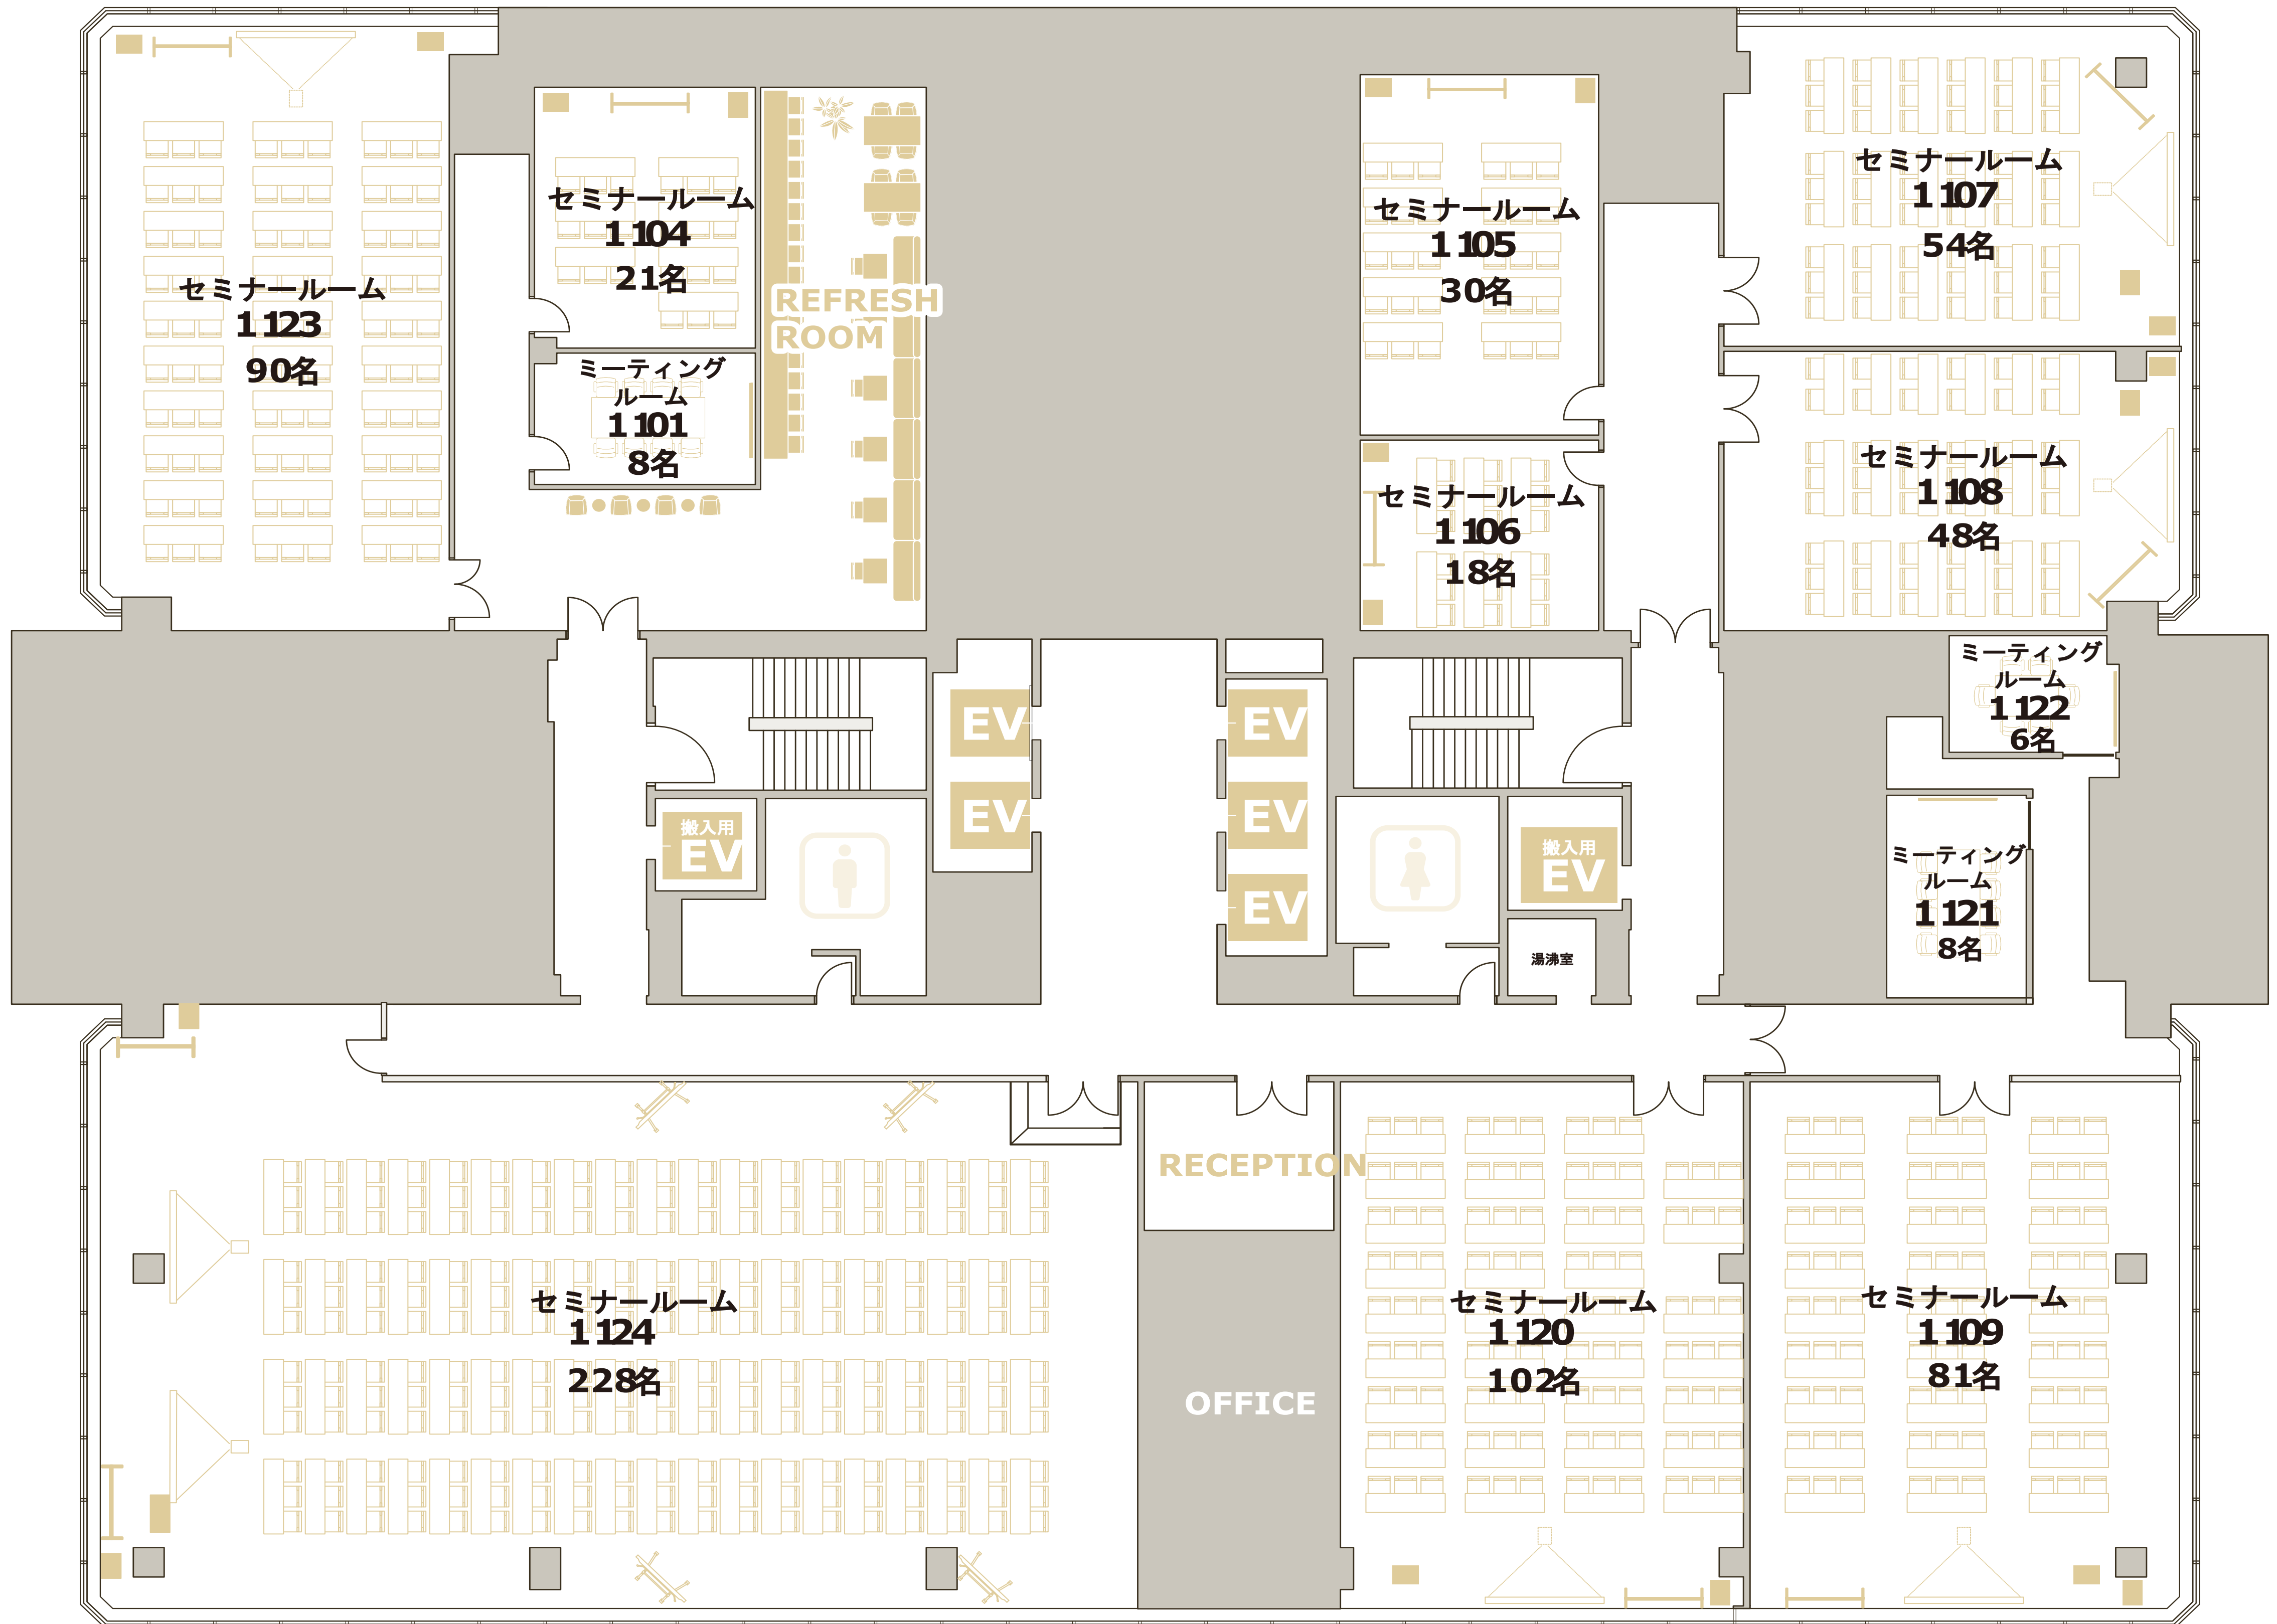 セミナールーム
1123
90名
セミナールーム
1104
21名
ミーティング
ルーム
1101
8名
REFRESH
ROOM
セミナールーム
1105
30名
セミナールーム
1106
18名
セミナールーム
1107
54名
セミナールーム
1108
48名
ミーティング
ルーム
1122
6名
EV
EV
EV
EV
EV
搬入用
EV
搬入用
EV
湯沸室
ミーティング
ルーム
1121
8名
RECEPTION
OFFICE
セミナールーム
1124
228名
セミナールーム
1120
102名
セミナールーム
1109
81名